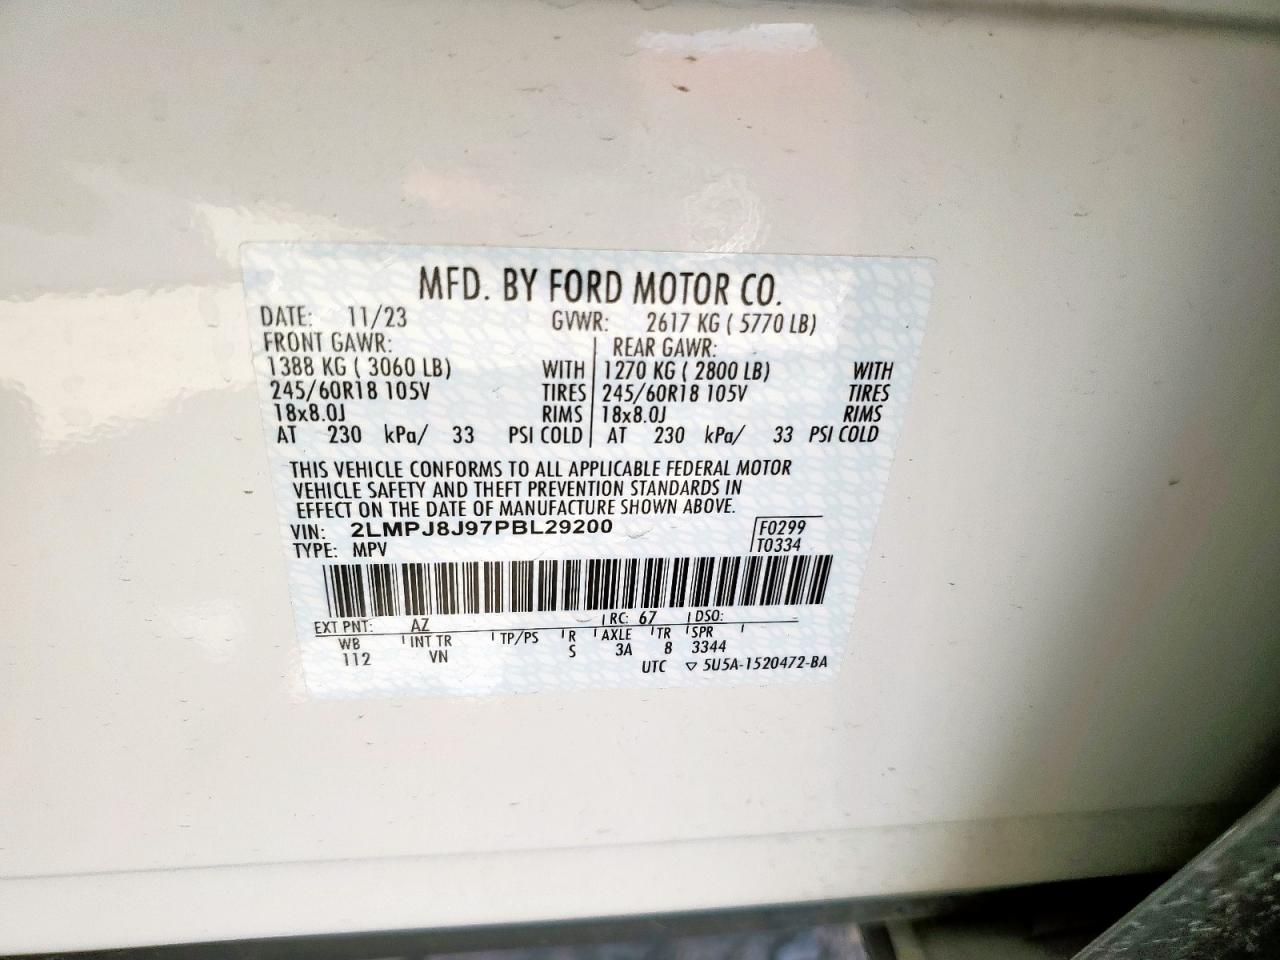 MFD. BY FORD MOTOR CO.
DATE: 11/23 GVWR: 2617 KG ( 5770 LB)
FRONT GAWR: REAR GAWR:
1388 KG ( 3060 LB) WITH 1270 KG ( 2800 LB) WITH
245/60R18 105V TIRES 245/60R18 105V TIRES
18x8.0J RIMS 18x8.0J RIMS
AT 230 kPa/ 33 PSI COLD AT 230 kPa/ 33 PSI COLD
THIS VEHICLE CONFORMS TO ALL APPLICABLE FEDERAL MOTOR
VEHICLE SAFETY AND THEFT PREVENTION STANDARDS IN
EFFECT ON THE DATE OF MANUFACTURE SHOWN ABOVE.
VIN: 2LMPJ8J97PBL29200 F0299
TYPE: MPV T0334
EXT PNT: AZ RC: 67 DSO:
WB INT TR TP/PS R AXLE TR SPR
112 VN S 3A 8 3344
UTC ▽ 5U5A-1520472-BA